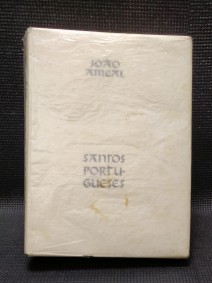 JOÃO
AMEAL
SANTOS
PORTU-
GUESES